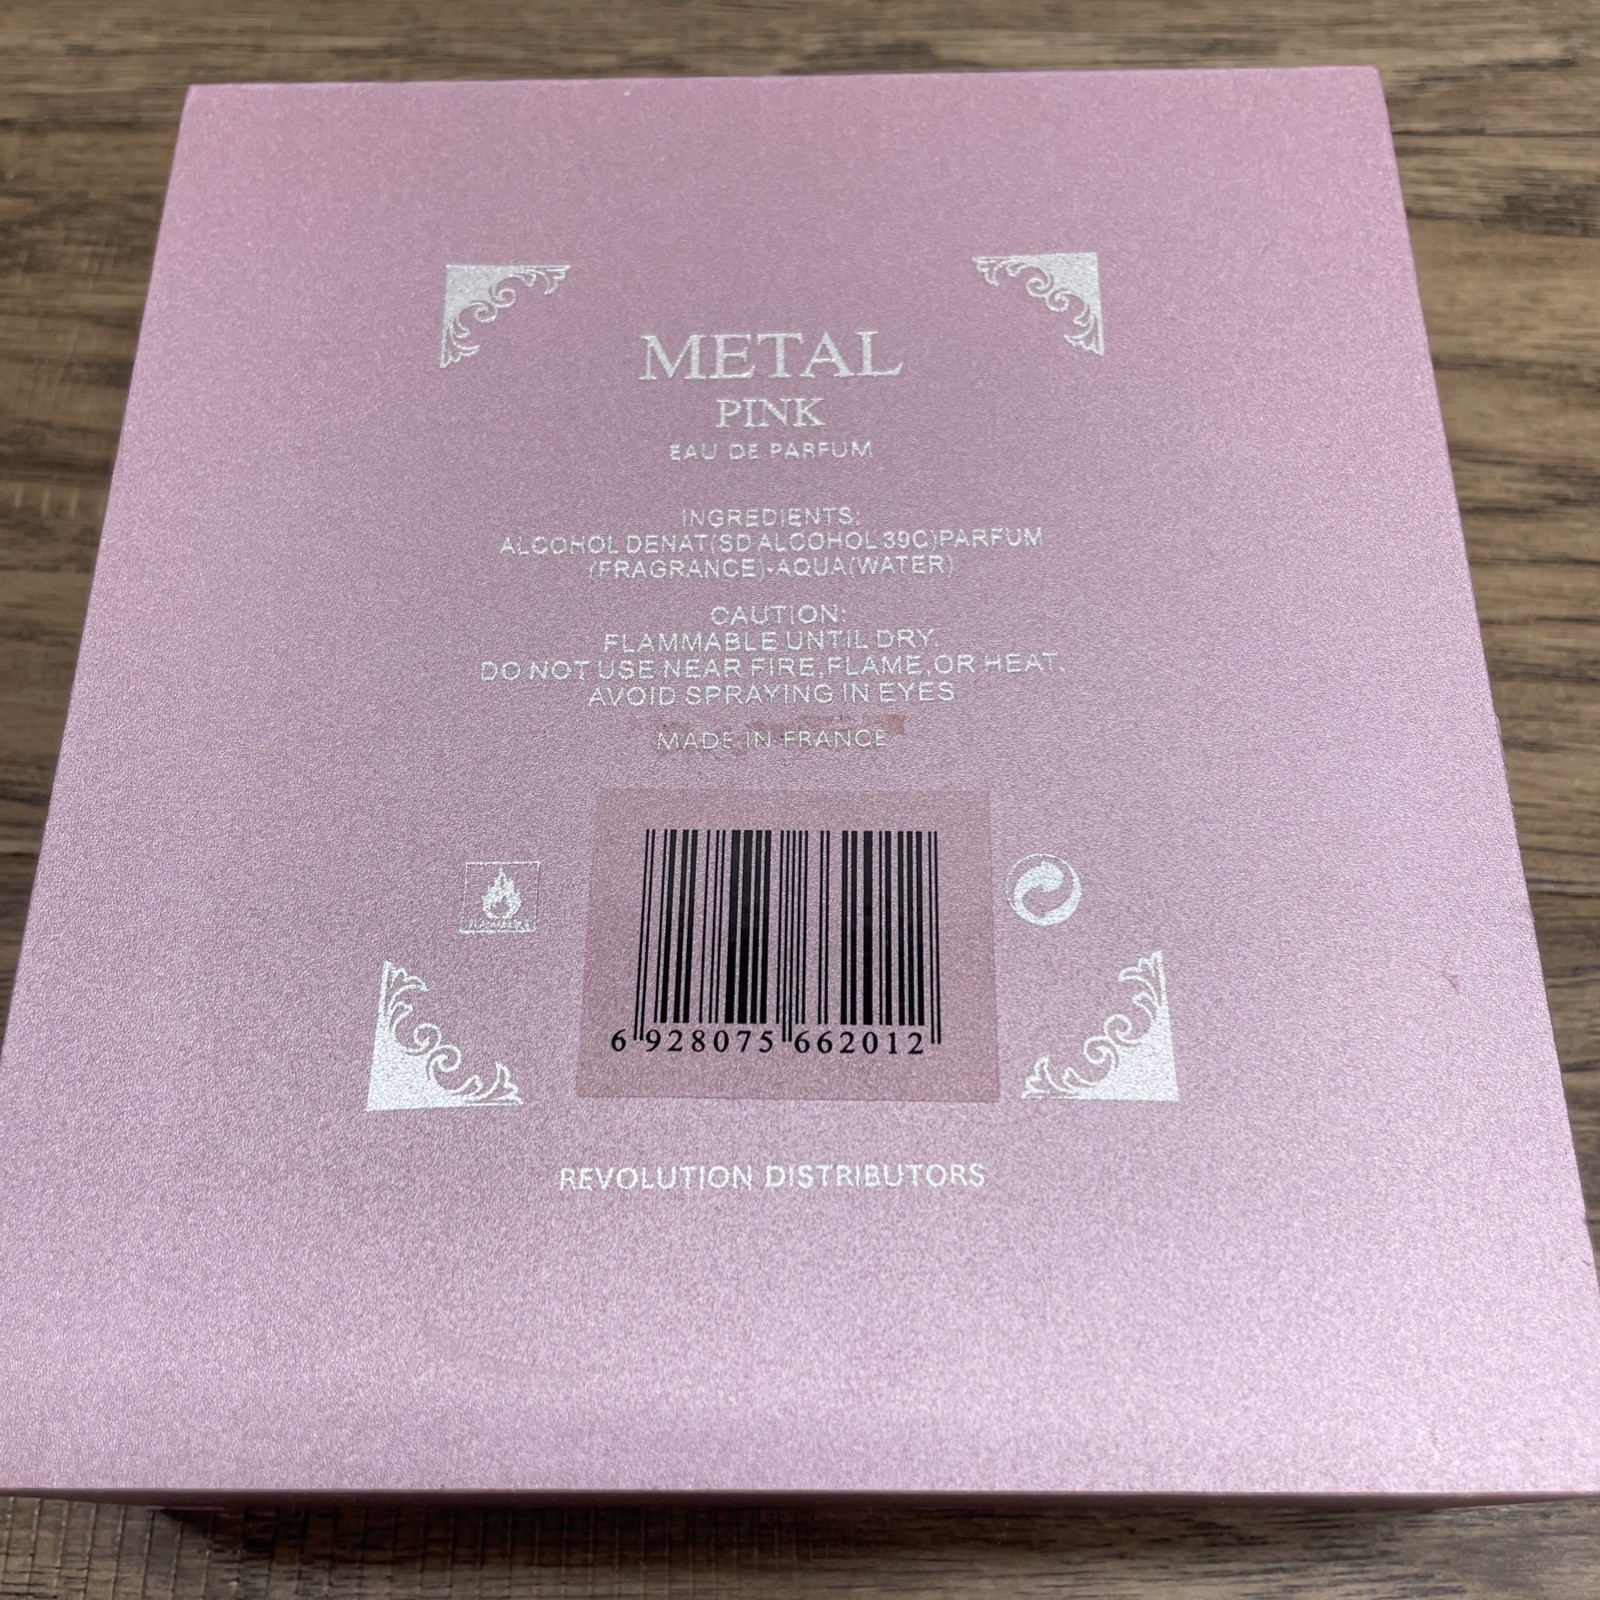 METAL
PINK
EAU DE PARFUM
INGREDIENTS:
ALCOHOL DENAT(SD ALCOHOL 39C)PARFUM
(FRAGRANCE)-AQUA(WATER)
CAUTION:
FLAMMABLE UNTIL DRY.
DO NOT USE NEAR FIRE,FLAME,OR HEAT.
AVOID SPRAYING IN EYES
MADE IN FRANCE
6 928075 662012
REVOLUTION DISTRIBUTORS